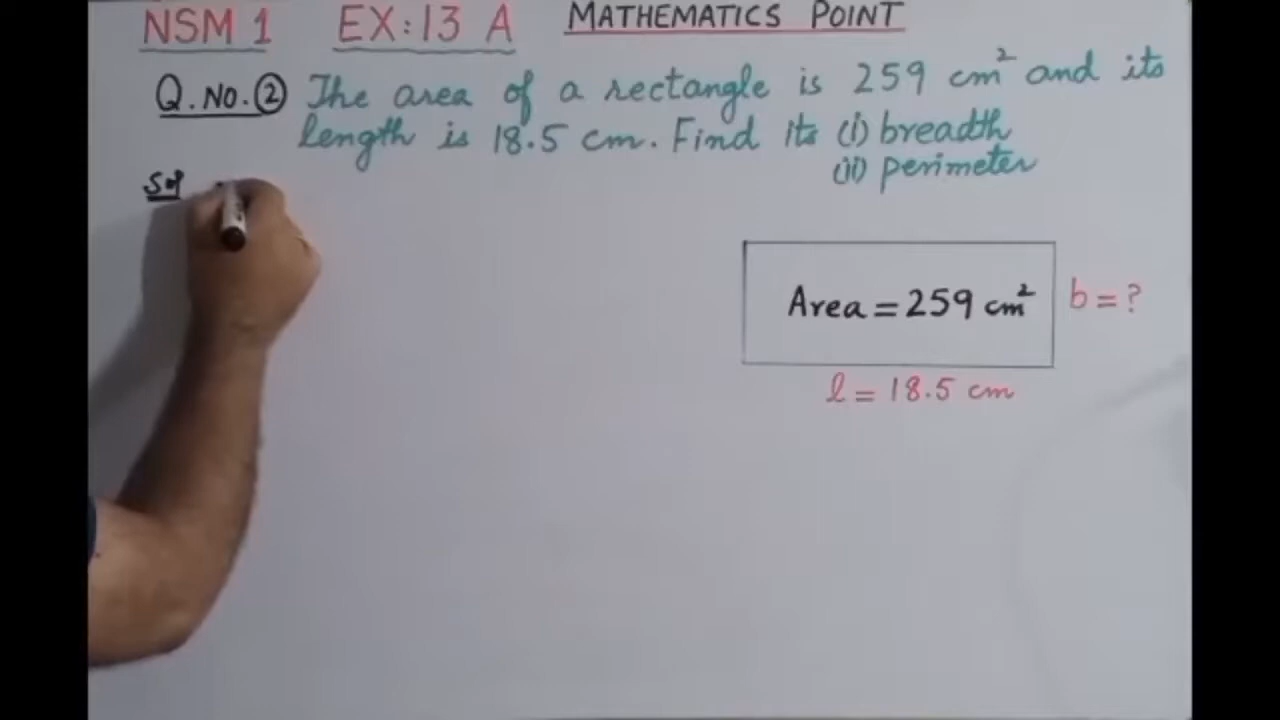 NSM 1 EX:13 A MATHEMATICS POINT
Q.NO.② The area of a rectangle is 259 cm² and its
length is 18.5 cm. Find its (i) breadth
(ii) perimeter
Sol
Area = 259 cm² b = ?
l = 18.5 cm